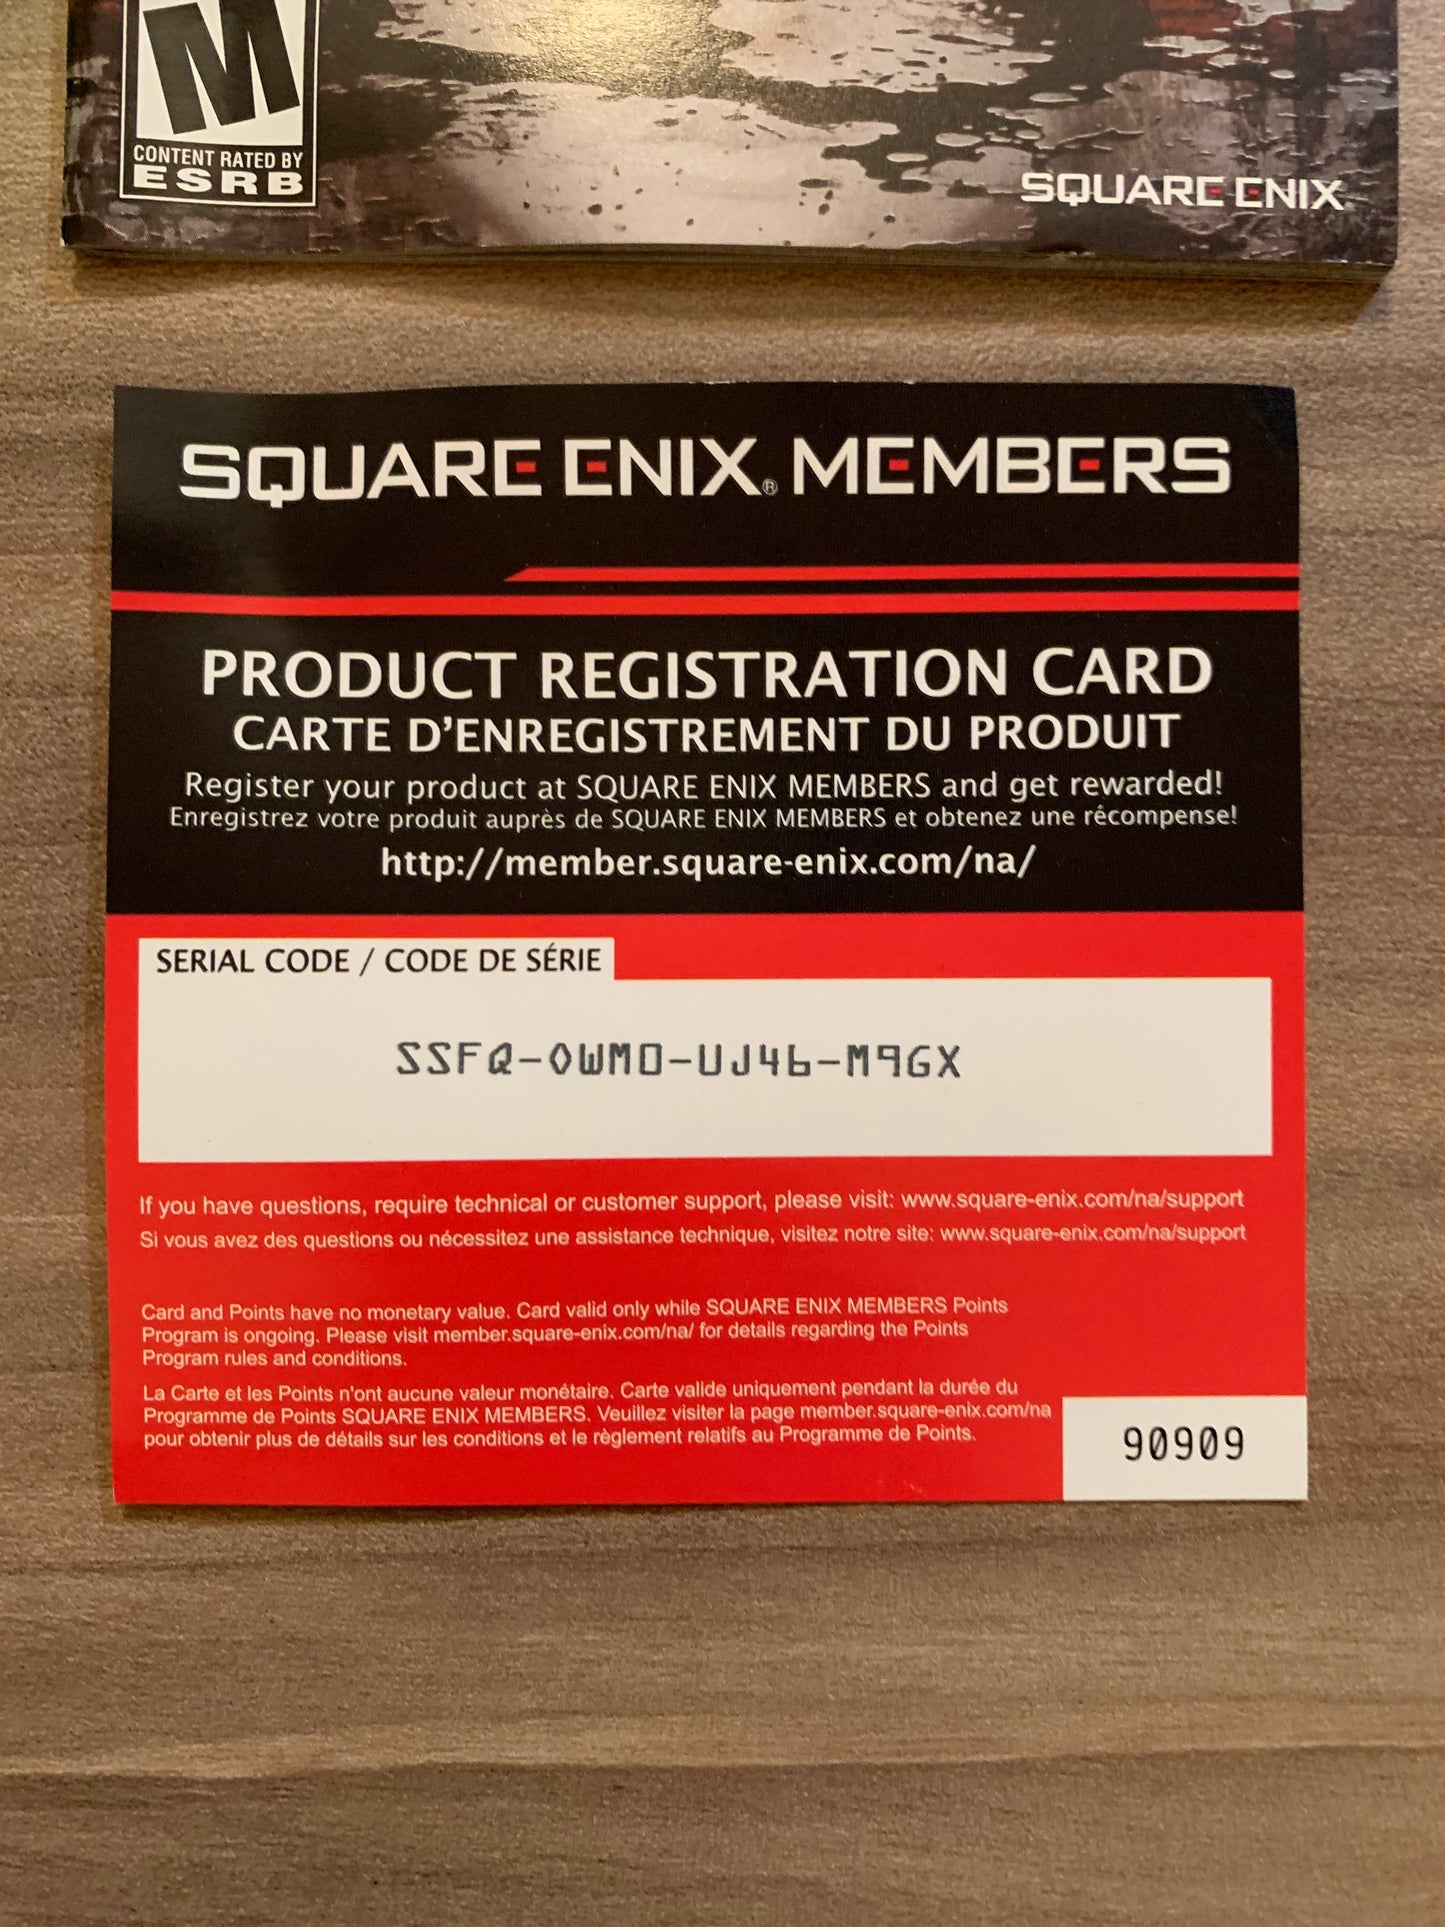 M
CONTENT RATED BY
ESRB
SQUARE ENIX
SQUARE ENIX® MEMBERS
PRODUCT REGISTRATION CARD
CARTE D'ENREGISTREMENT DU PRODUIT
Register your product at SQUARE ENIX MEMBERS and get rewarded!
Enregistrez votre produit auprès de SQUARE ENIX MEMBERS et obtenez une récompense!
http://member.square-enix.com/na/
SERIAL CODE / CODE DE SÉRIE
SSFQ-0WM0-UJ46-M9GX
If you have questions, require technical or customer support, please visit: www.square-enix.com/na/support
Si vous avez des questions ou nécessitez une assistance technique, visitez notre site: www.square-enix.com/na/support
Card and Points have no monetary value. Card valid only while SQUARE ENIX MEMBERS Points
Program is ongoing. Please visit member.square-enix.com/na/ for details regarding the Points
Program rules and conditions.
La Carte et les Points n'ont aucune valeur monétaire. Carte valide uniquement pendant la durée du
Programme de Points SQUARE ENIX MEMBERS. Veuillez visiter la page member.square-enix.com/na
pour obtenir plus de détails sur les conditions et le règlement relatifs au Programme de Points.
90909